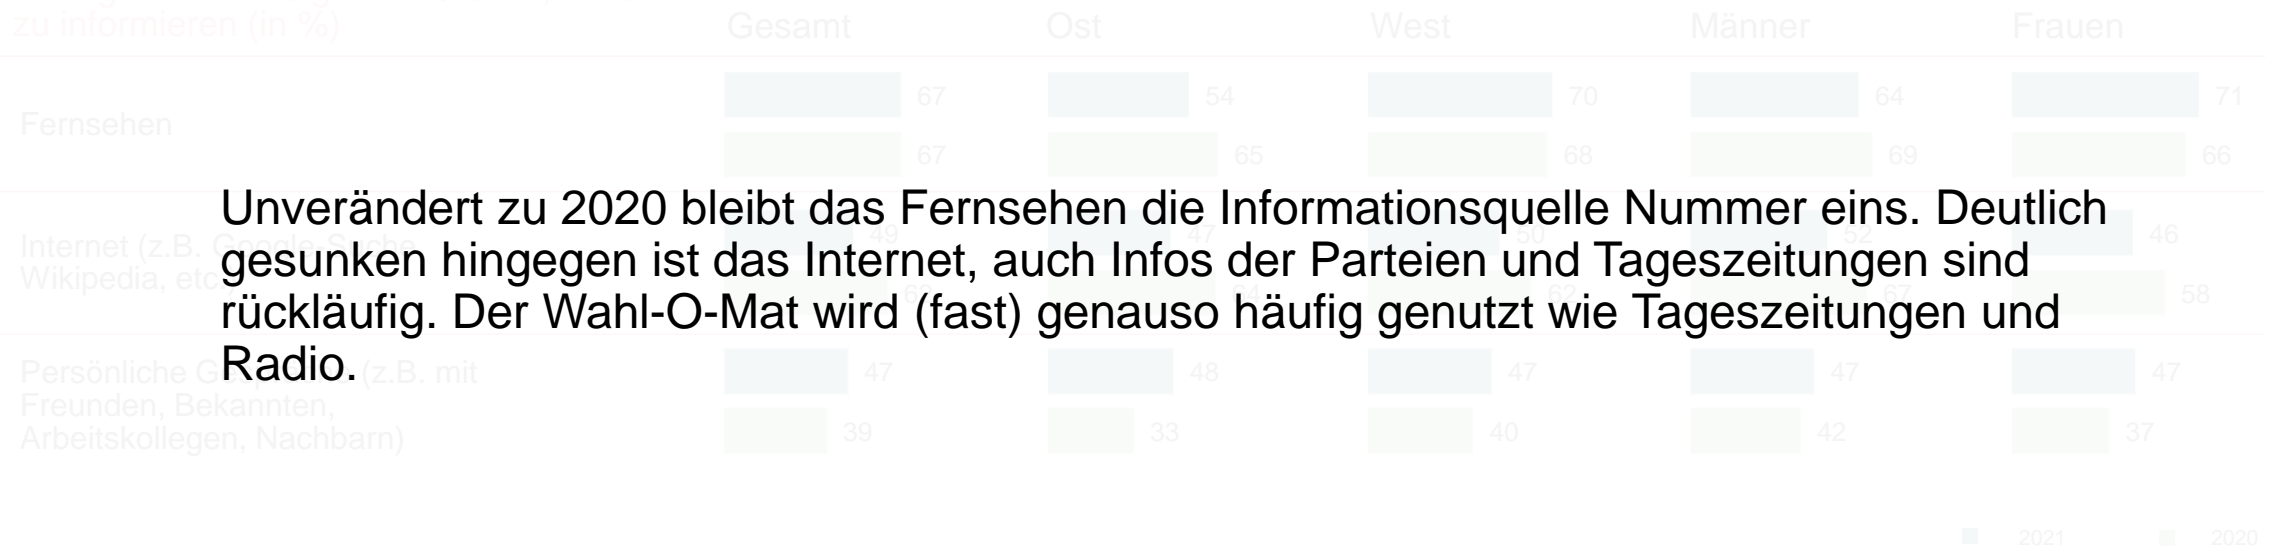 zu informieren (in %)
Gesamt Ost West Männer Frauen
67 54 70 64 71
Fernsehen
67 65 68 69 66
Unverändert zu 2020 bleibt das Fernsehen die Informationsquelle Nummer eins. Deutlich
gesunken hingegen ist das Internet, auch Infos der Parteien und Tageszeitungen sind
rückläufig. Der Wahl-O-Mat wird (fast) genauso häufig genutzt wie Tageszeitungen und
Radio.
Internet (z.B. Google-Suche,
Wikipedia, etc.)
49 47 50 52 46
64 62 67 58
Persönliche (z.B. mit
Freunden, Bekannten,
Arbeitskollegen, Nachbarn)
47 48 47 47 47
39 33 40 42 37
2021 2020